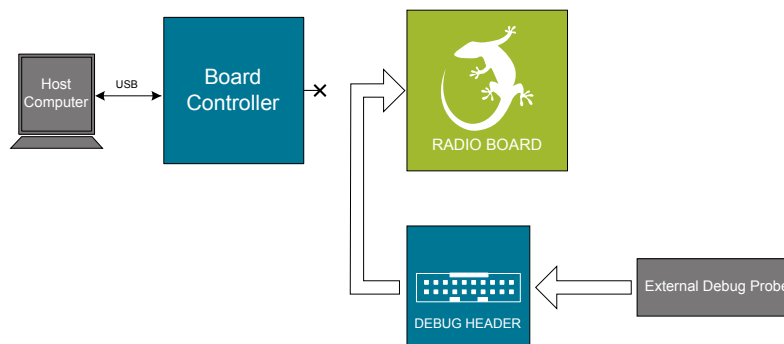 Host
Computer
USB
Board
Controller
RADIO BOARD
DEBUG HEADER
External Debug Probe